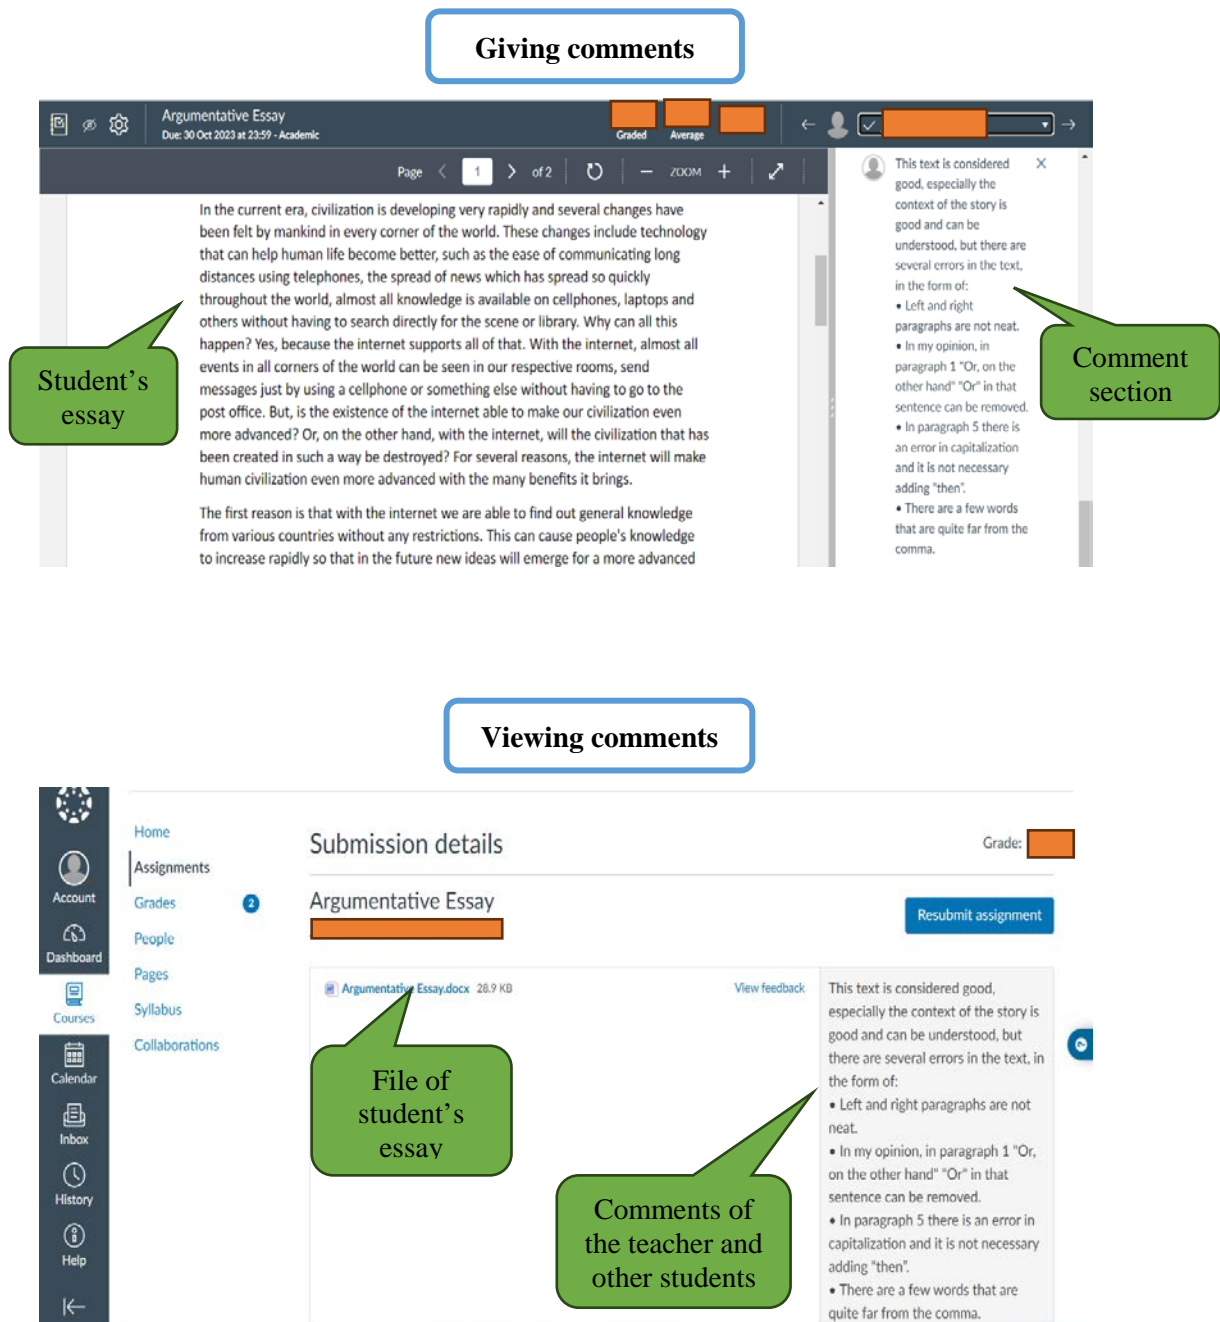 Giving comments
Argumentative Essay
Due: 30 Oct 2023 at 23:59 - Academic
Graded
Average
Page 1 of 2
ZOOM
In the current era, civilization is developing very rapidly and several changes have
been felt by mankind in every corner of the world. These changes include technology
that can help human life become better, such as the ease of communicating long
distances using telephones, the spread of news which has spread so quickly
throughout the world, almost all knowledge is available on cellphones, laptops and
others without having to search directly for the scene or library. Why can all this
happen? Yes, because the internet supports all of that. With the internet, almost all
events in all corners of the world can be seen in our respective rooms, send
messages just by using a cellphone or something else without having to go to the
post office. But, is the existence of the internet able to make our civilization even
more advanced? Or, on the other hand, with the internet, will the civilization that has
been created in such a way be destroyed? For several reasons, the internet will make
human civilization even more advanced with the many benefits it brings.
The first reason is that with the internet we are able to find out general knowledge
from various countries without any restrictions. This can cause people's knowledge
to increase rapidly so that in the future new ideas will emerge for a more advanced
This text is considered
good, especially the
context of the story is
good and can be
understood, but there are
several errors in the text,
in the form of:
• Left and right
paragraphs are not neat.
• In my opinion, in
paragraph 1 "Or, on the
other hand" "Or" in that
sentence can be removed.
• In paragraph 5 there is
an error in capitalization
and it is not necessary
adding "then".
• There are a few words
that are quite far from the
comma.
Student's
essay
Comment
section
Viewing comments
Account
Dashboard
Courses
Calendar
Inbox
History
Help
Home
Assignments
Grades 2
People
Pages
Syllabus
Collaborations
Submission details
Grade:
Argumentative Essay
Resubmit assignment
Argumentative Essay.docx 28.9 KB
View feedback
This text is considered good,
especially the context of the story is
good and can be understood, but
there are several errors in the text, in
the form of:
• Left and right paragraphs are not
neat.
• In my opinion, in paragraph 1 "Or,
on the other hand" "Or" in that
sentence can be removed.
• In paragraph 5 there is an error in
capitalization and it is not necessary
adding "then".
• There are a few words that are
quite far from the comma.
File of
student's
essay
Comments of
the teacher and
other students